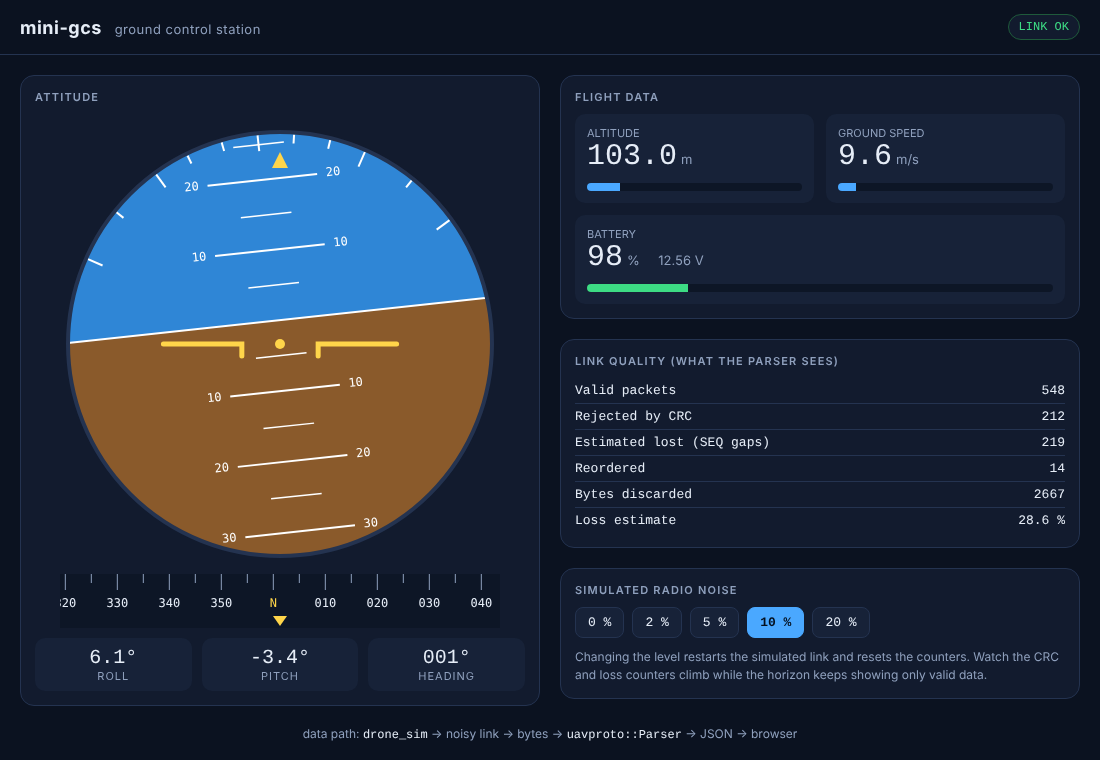 mini-gcs ground control station
LINK OK
ATTITUDE
20 20
10 10
10 10
20 20
30 30
330 340 350 N 010 020 030 040
6.1° -3.4° 001°
ROLL PITCH HEADING
FLIGHT DATA
ALTITUDE GROUND SPEED
103.0 m 9.6 m/s
BATTERY
98 % 12.56 V
LINK QUALITY (WHAT THE PARSER SEES)
Valid packets 548
Rejected by CRC 212
Estimated lost (SEQ gaps) 219
Reordered 14
Bytes discarded 2667
Loss estimate 28.6 %
SIMULATED RADIO NOISE
0 % 2 % 5 % 10 % 20 %
Changing the level restarts the simulated link and resets the counters. Watch the CRC
and loss counters climb while the horizon keeps showing only valid data.
data path: drone_sim → noisy link → bytes → uavproto::Parser → JSON → browser